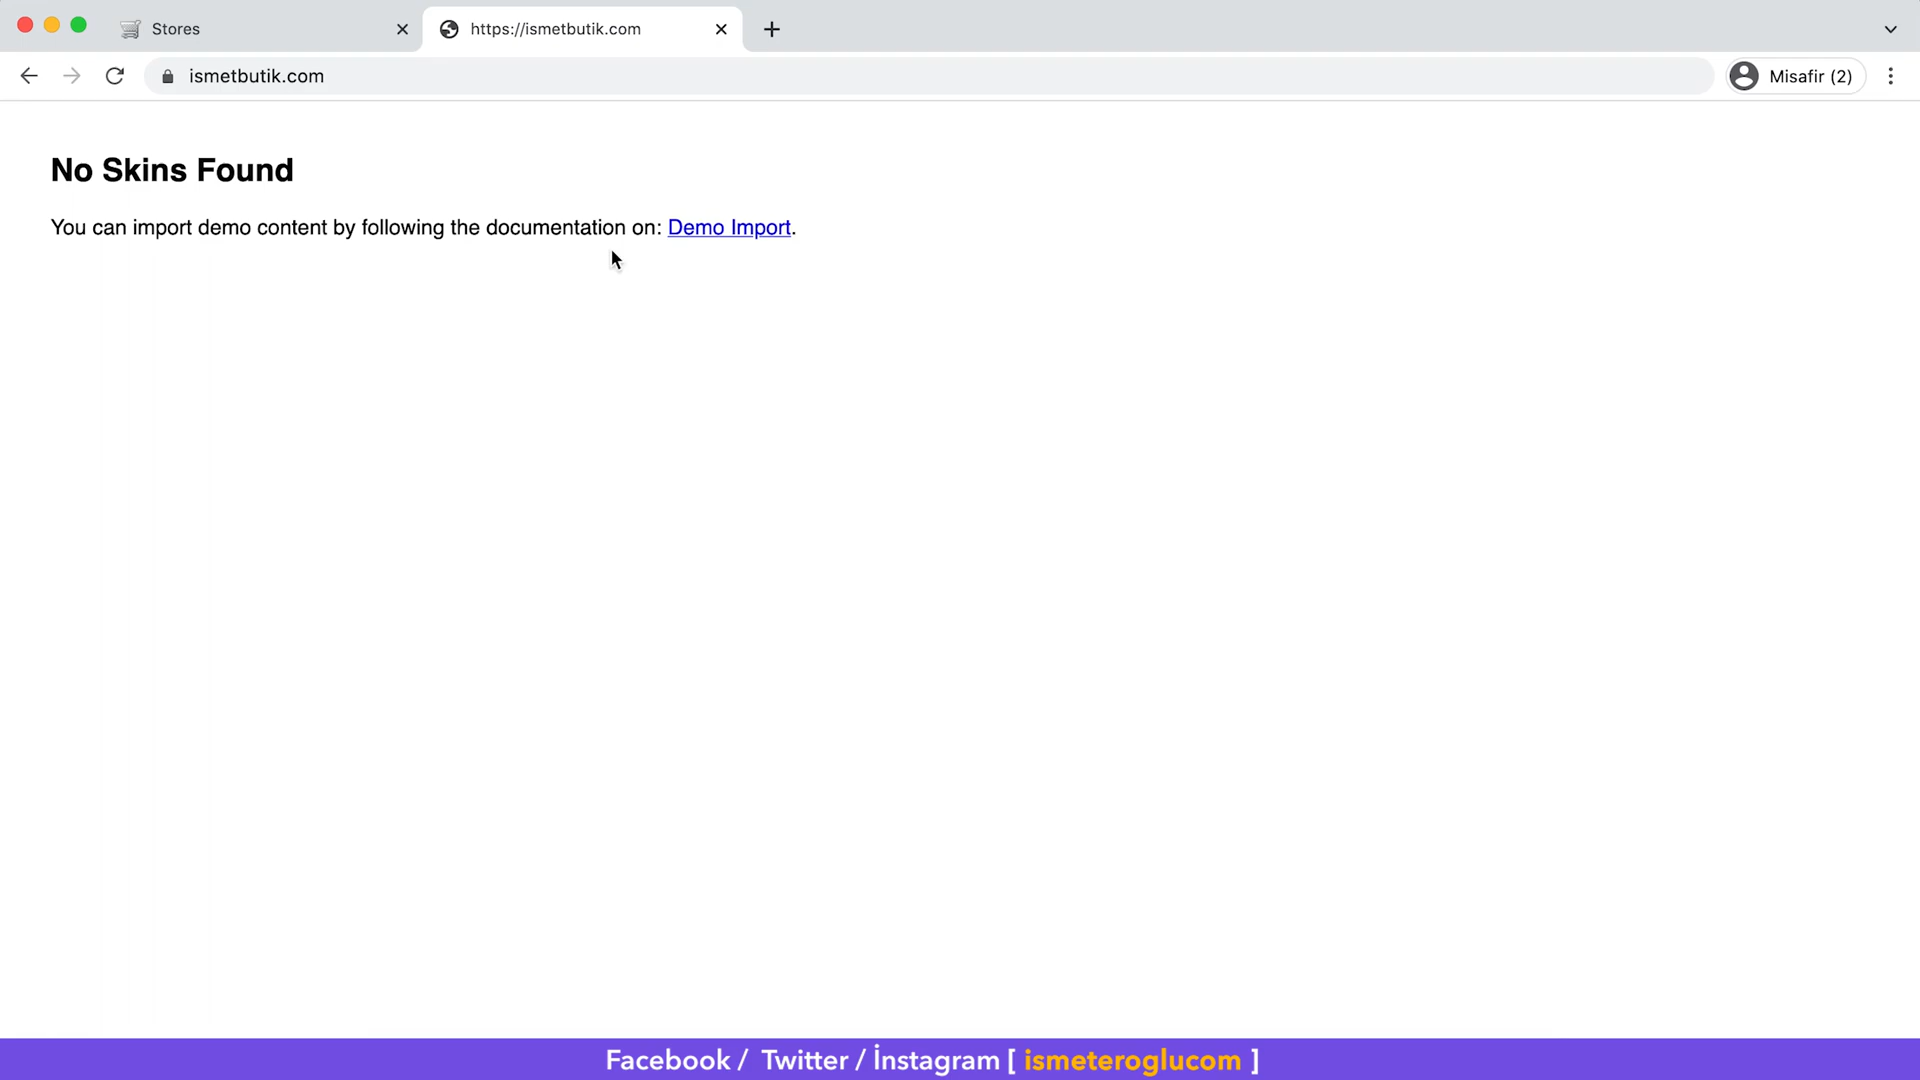 Stores
https://ismetbutik.com
ismetbutik.com
Misafir (2)
No Skins Found
You can import demo content by following the documentation on: Demo Import.
Facebook / Twitter / İnstagram [ ismeteroglucom ]